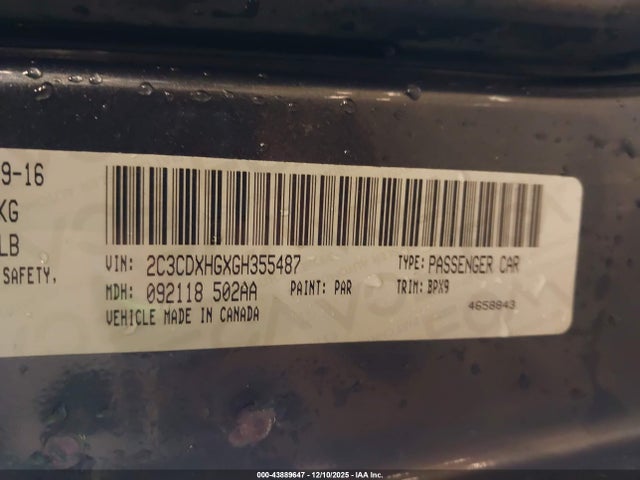 9-16
KG
LB
SAFETY,
VIN: 2C3CDXHGXGH355487 TYPE: PASSENGER CAR
MDH: 092118 502AA PAINT: PAR TRIM: BPX9
VEHICLE MADE IN CANADA 4658843
000-43889647 - 12/10/2025 - IAA Inc.